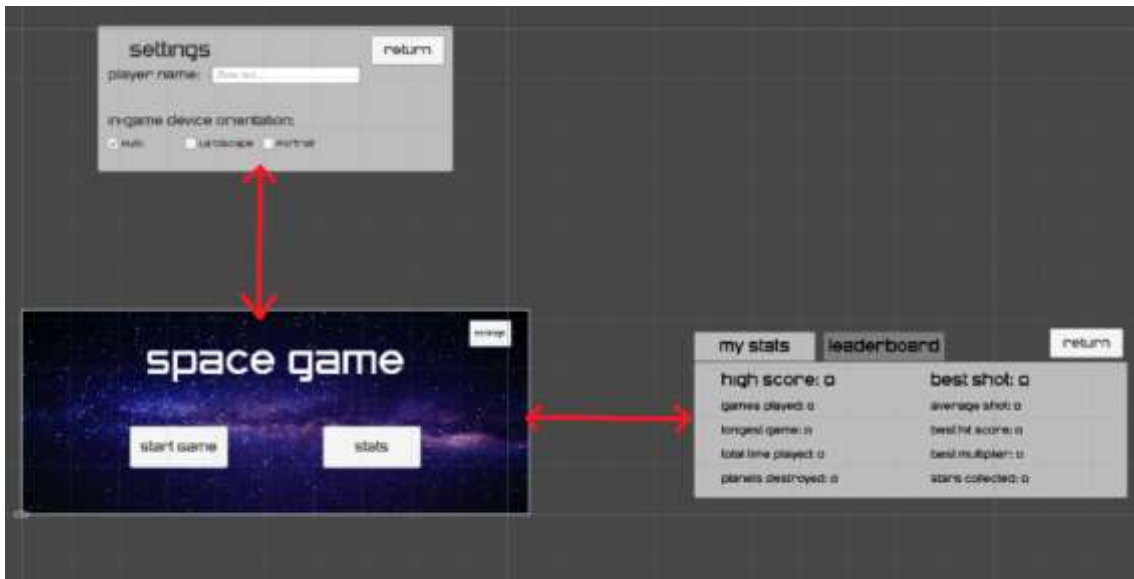 settings
return
player name:
in-game device orientation:
Auto
Landscape
Portrait
settings
space game
start game
stats
my stats
leaderboard
return
high score: 0
best shot: 0
games played: 0
average shot: 0
longest game: 0
best hit score: 0
total time played: 0
best multiplier: 0
planets destroyed: 0
stars collected: 0